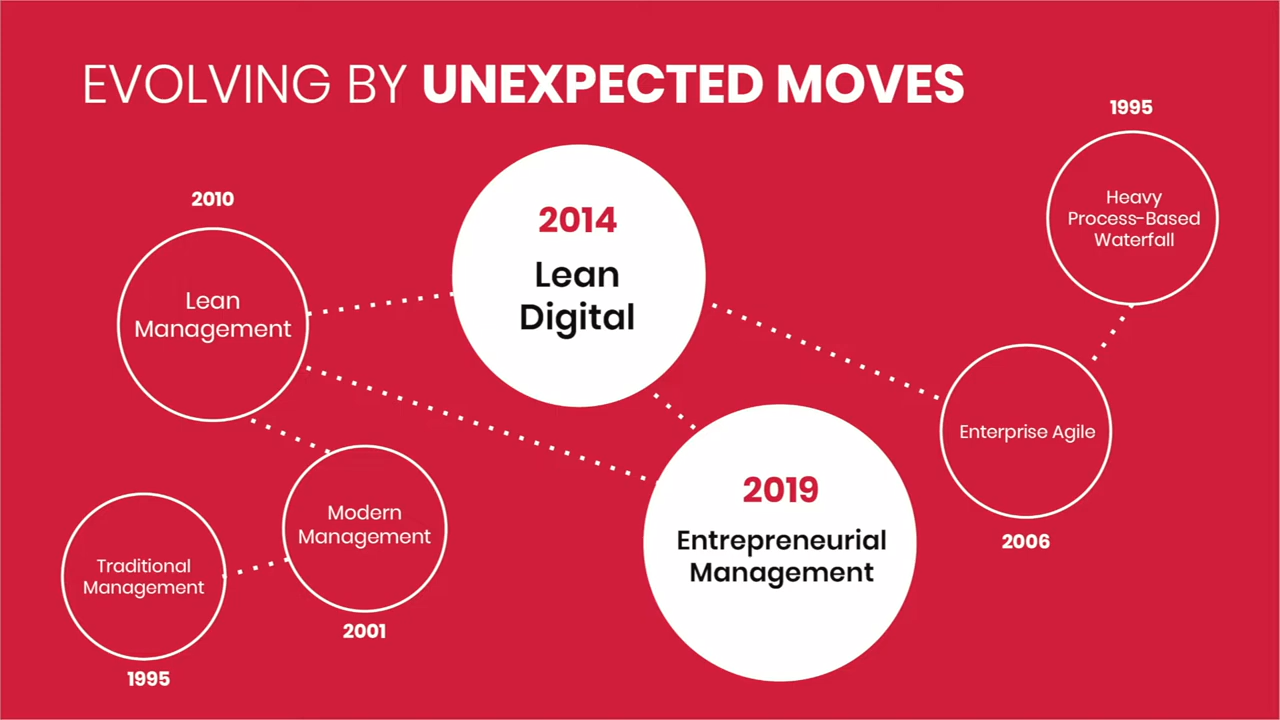 EVOLVING BY UNEXPECTED MOVES
1995
Heavy
Process-Based
Waterfall
2010
Lean
Management
2014
Lean
Digital
Enterprise Agile
2006
2019
Entrepreneurial
Management
Modern
Management
2001
Traditional
Management
1995